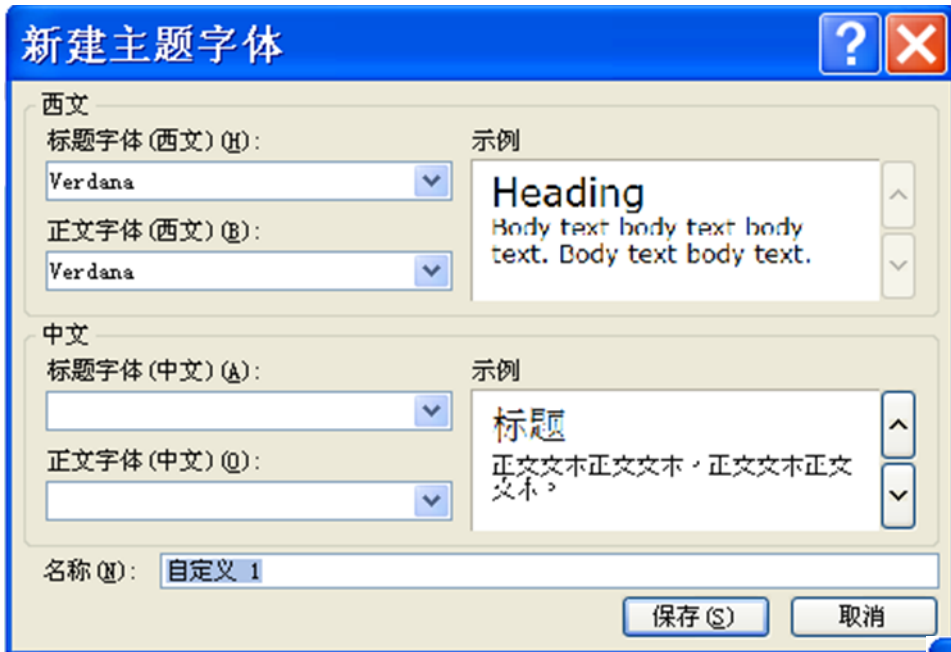 新建主题字体
西文
标题字体(西文)(H):
Verdana
正文字体(西文)(B):
Verdana
示例
Heading
Body text body text body
text. Body text body text.
中文
标题字体(中文)(A):
正文字体(中文)(O):
示例
标题
正文文本正文文本,正文文本正文
文本。
名称(N): 自定义 1
保存(S) 取消